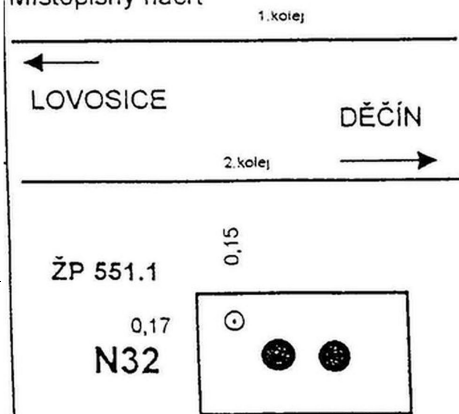 Místopisný náčrt
1.kolej
LOVOSICE
DĚČÍN
2.kolej
0,15
ŽP 551.1
0,17
N32